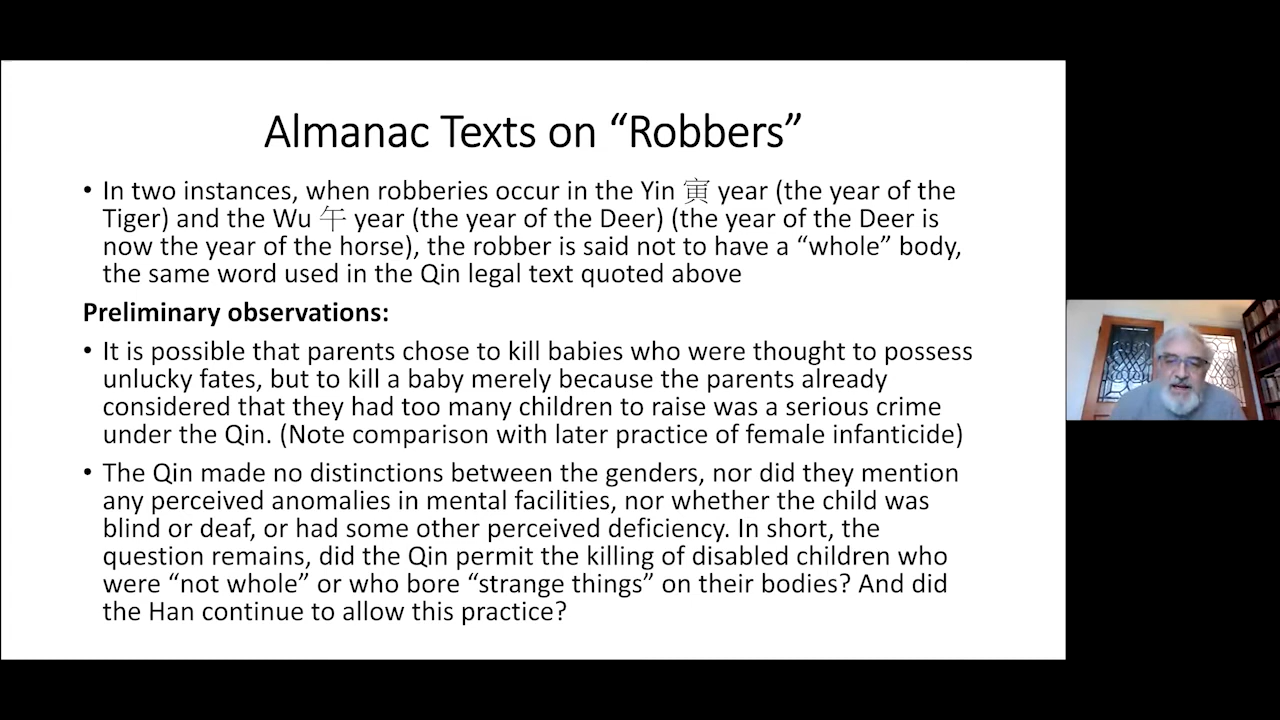 Almanac Texts on “Robbers”
• In two instances, when robberies occur in the Yin 寅 year (the year of the
Tiger) and the Wu 午 year (the year of the Deer) (the year of the Deer is
now the year of the horse), the robber is said not to have a “whole” body,
the same word used in the Qin legal text quoted above
Preliminary observations:
• It is possible that parents chose to kill babies who were thought to possess
unlucky fates, but to kill a baby merely because the parents already
considered that they had too many children to raise was a serious crime
under the Qin. (Note comparison with later practice of female infanticide)
• The Qin made no distinctions between the genders, nor did they mention
any perceived anomalies in mental facilities, nor whether the child was
blind or deaf, or had some other perceived deficiency. In short, the
question remains, did the Qin permit the killing of disabled children who
were “not whole” or who bore “strange things” on their bodies? And did
the Han continue to allow this practice?